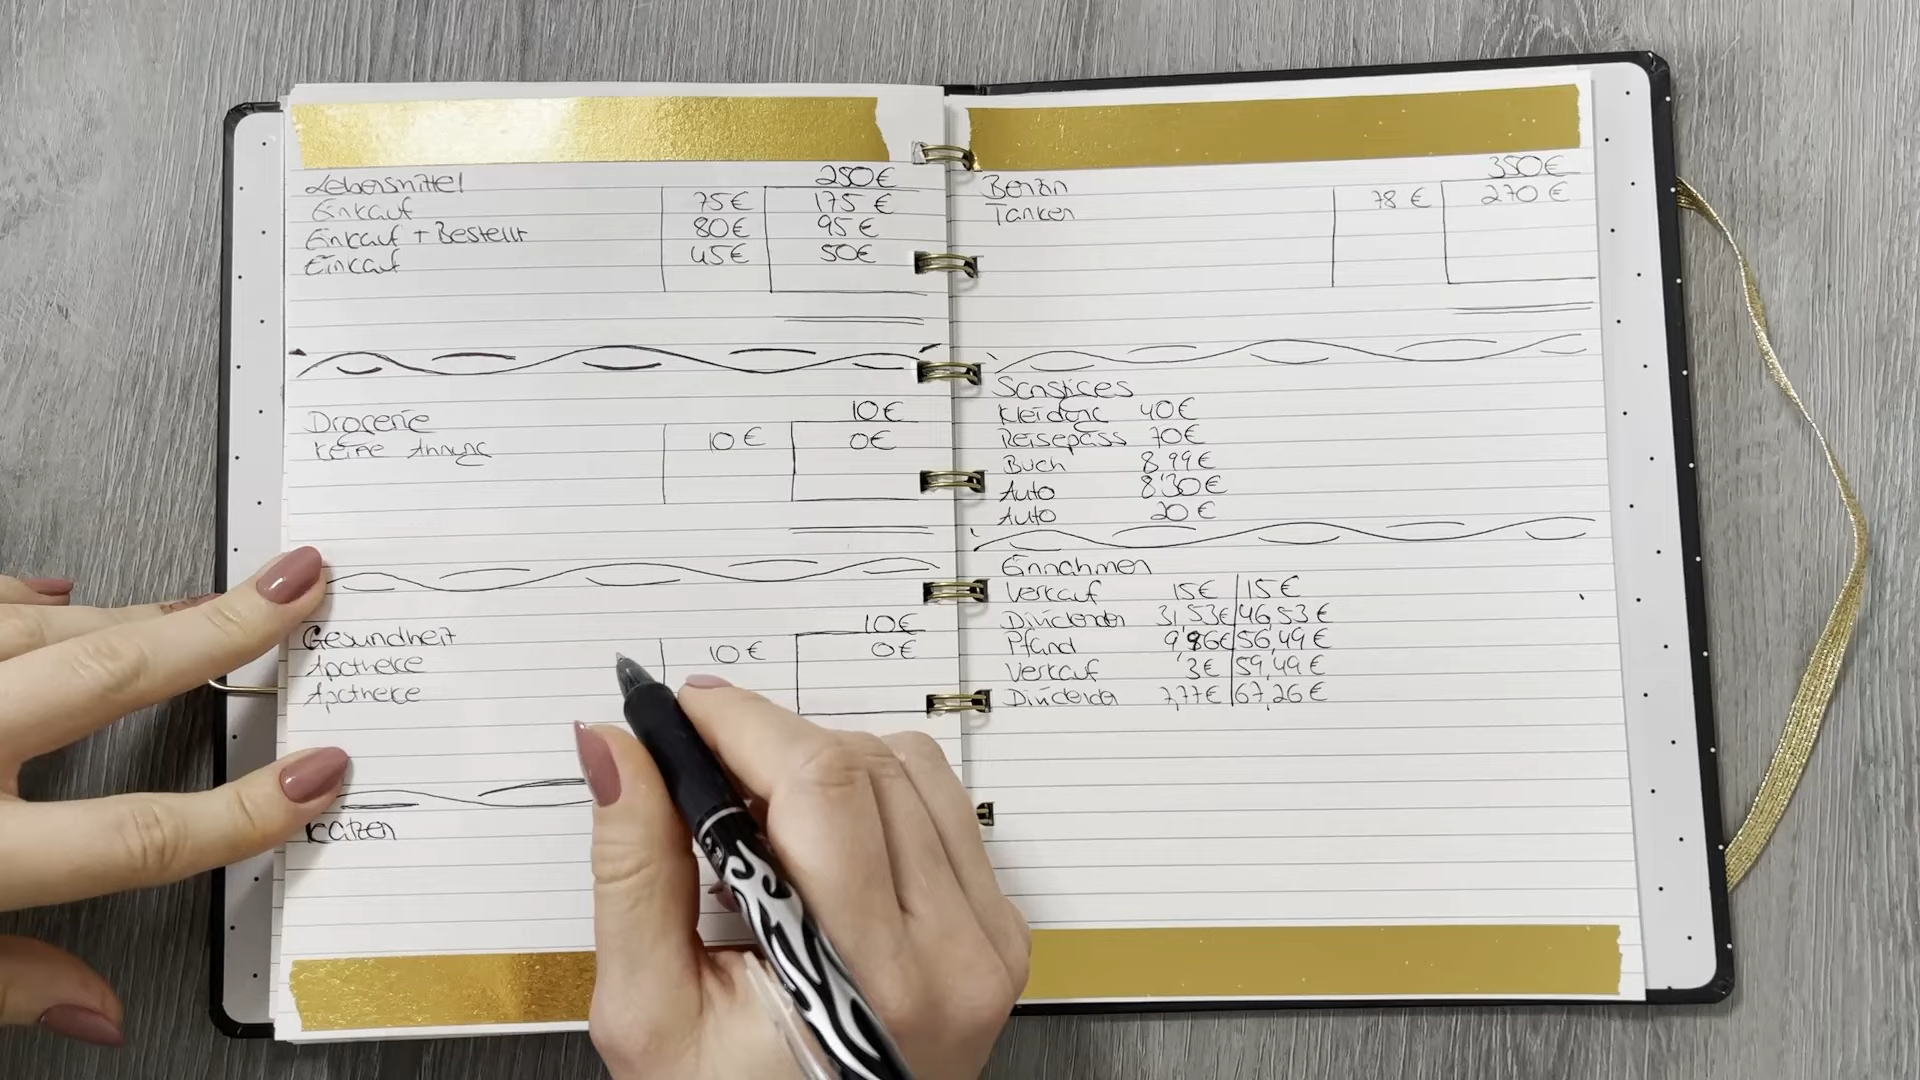 Lebensmittel 250€
Einkauf 75€ 175€
Einkauf + Bestellt 80€ 95€
Einkauf 45€ 50€
Drogerie 10€
Keine Ahnung 10€ 0€
Gesundheit 10€
Apotheke 10€ 0€
Apotheke
Katzen
Benzin 350€
Tanken 78€ 270€
Sonstiges
Kleidung 40€
Reisepass 70€
Buch 8,99€
Auto 8,30€
Auto 20€
Einnahmen
Verkauf 15€ 15€
Dividenden 31,53€ 46,53€
Pfand 9,86€ 56,49€
Verkauf 3€ 59,49€
Dividenden 7,77€ 67,26€